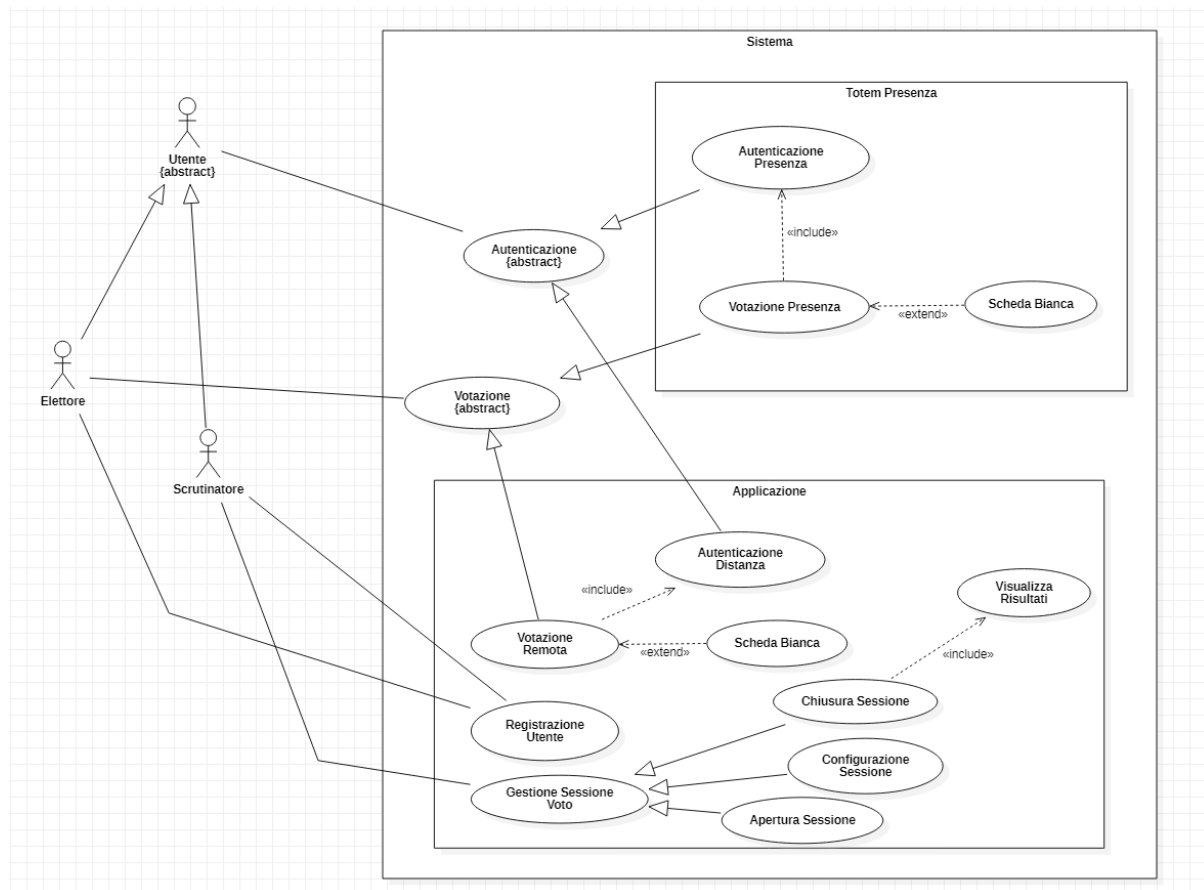 Sistema
Totem Presenza
Utente
{abstract}
Autenticazione
Presenza
Autenticazione
{abstract}
«include»
Votazione Presenza
«extend»
Scheda Bianca
Elettore
Votazione
{abstract}
Scrutinatore
Applicazione
Autenticazione
Distanza
«include»
Visualizza
Risultati
Votazione
Remota
«extend»
Scheda Bianca
«include»
Chiusura Sessione
Registrazione
Utente
Configurazione
Sessione
Gestione Sessione
Voto
Apertura Sessione